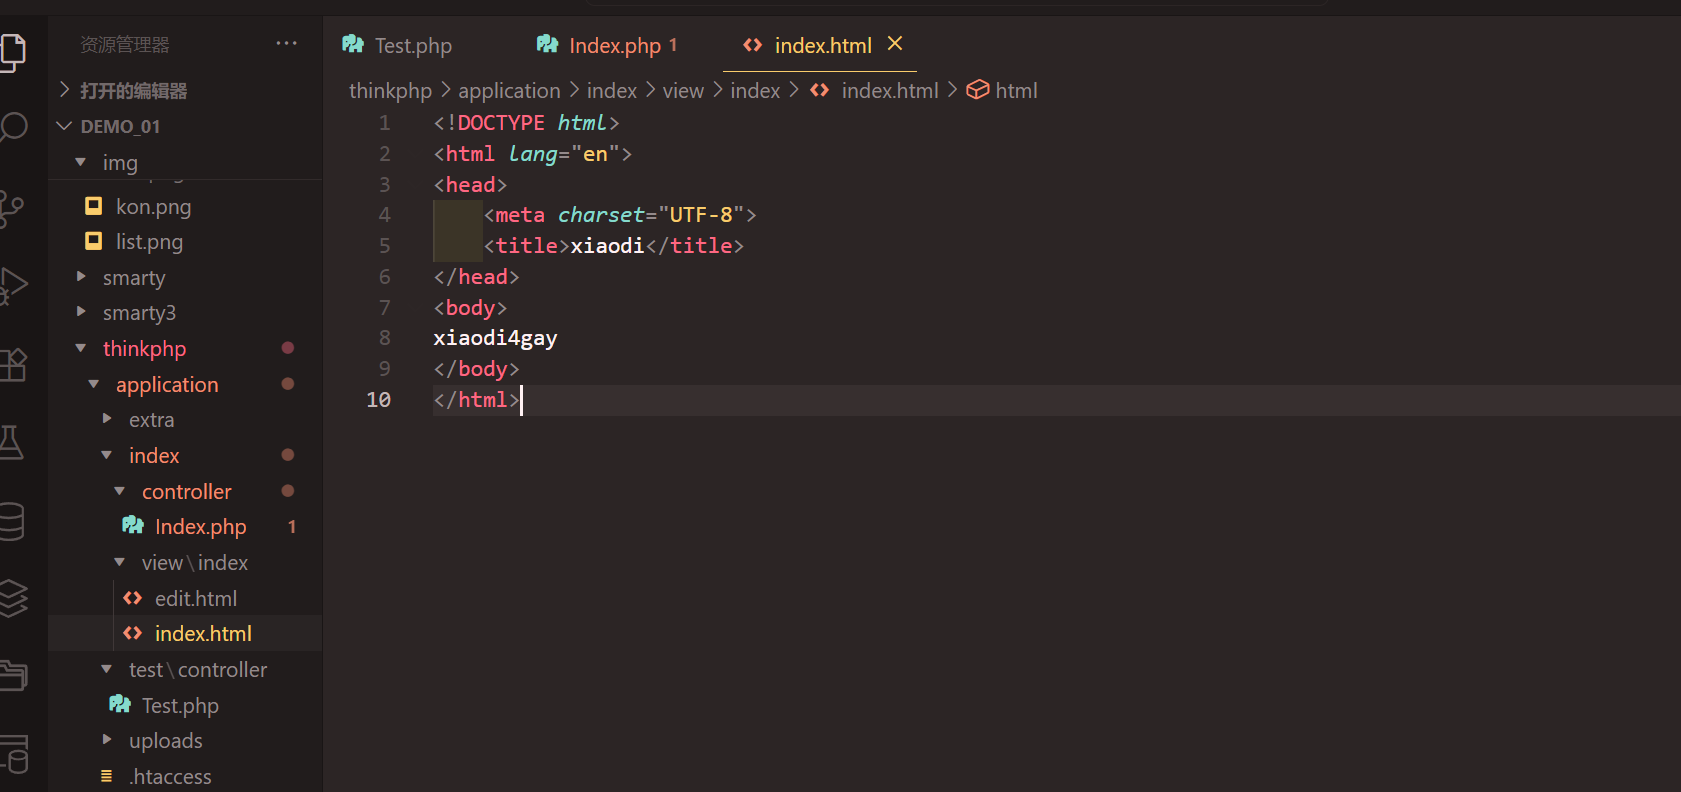 资源管理器 ···
打开的编辑器
DEMO_01
img
kon.png
list.png
smarty
smarty3
thinkphp
application
extra
index
controller
Index.php 1
view\index
edit.html
index.html
test\controller
Test.php
uploads
.htaccess
Test.php Index.php 1 index.html
thinkphp > application > index > view > index > index.html > html
1 <!DOCTYPE html>
2 <html lang="en">
3 <head>
4 <meta charset="UTF-8">
5 <title>xiaodi</title>
6 </head>
7 <body>
8 xiaodi4gay
9 </body>
10 </html>